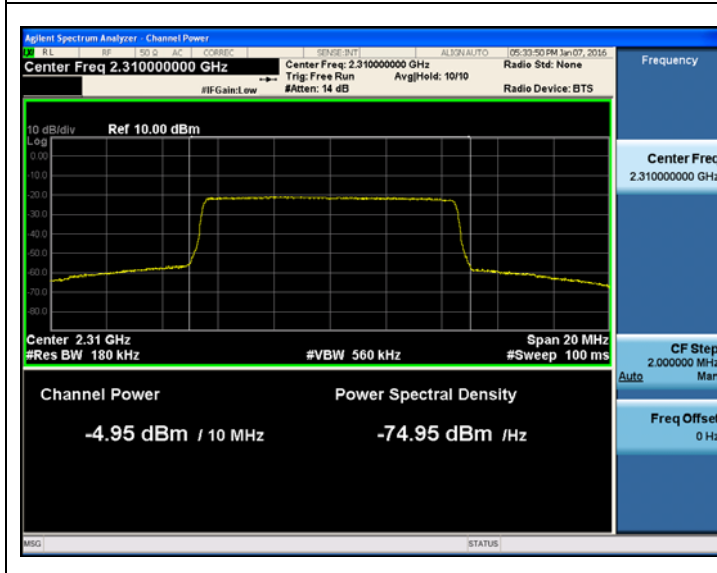 Agilent Spectrum Analyzer - Channel Power
RL RF 50 Ω AC CORREC SENSE:INT ALIGN AUTO 05:33:50 PM Jan 07, 2016
Center Freq 2.310000000 GHz
Center Freq: 2.310000000 GHz
Radio Std: None
Trig: Free Run Avg|Hold: 10/10
#IFGain:Low #Atten: 14 dB
Radio Device: BTS
Frequency
10 dB/div Ref 10.00 dBm
Log
0.00
-10.0
-20.0
-30.0
-40.0
-50.0
-60.0
-70.0
-80.0
Center Freq
2.310000000 GHz
Center 2.31 GHz Span 20 MHz
#Res BW 180 kHz #VBW 560 kHz #Sweep 100 ms
CF Step
2.000000 MHz
Auto Man
Channel Power Power Spectral Density
-4.95 dBm / 10 MHz -74.95 dBm /Hz
Freq Offset
0 Hz
MSG STATUS